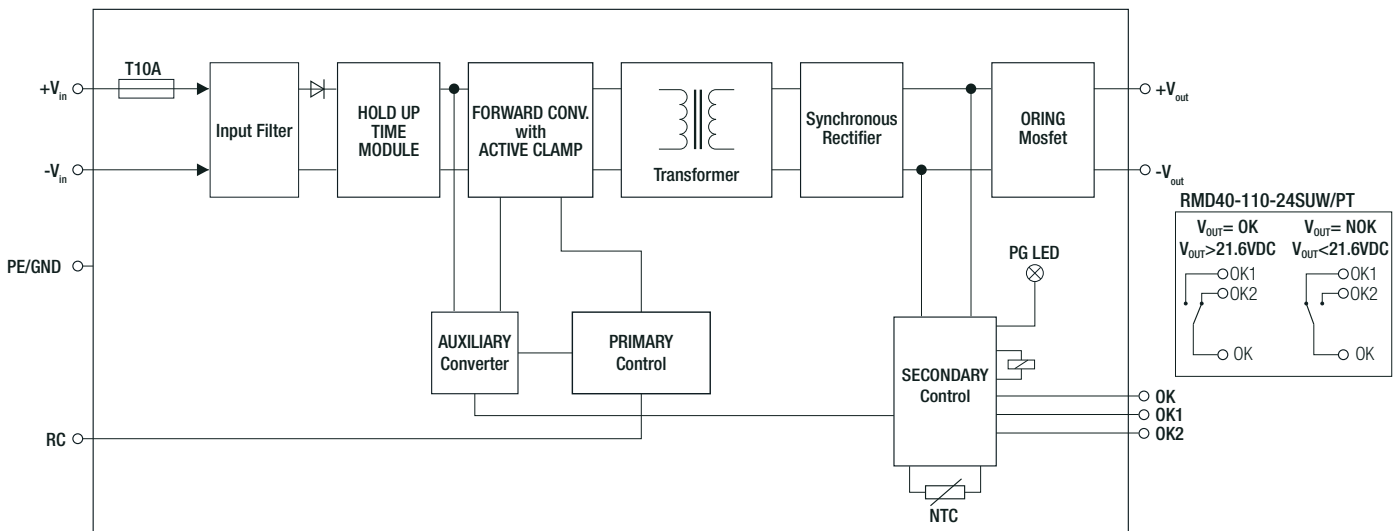 T10A
+Vin
-Vin
Input Filter
HOLD UP
TIME
MODULE
FORWARD CONV.
with
ACTIVE CLAMP
Transformer
Synchronous
Rectifier
ORING
Mosfet
+Vout
-Vout
RMD40-110-24SUW/PT
VOUT= OK
VOUT>21.6VDC
OK1
OK2
OK
VOUT= NOK
VOUT<21.6VDC
OK1
OK2
OK
PE/GND
PG LED
AUXILIARY
Converter
PRIMARY
Control
SECONDARY
Control
OK
OK1
OK2
RC
NTC